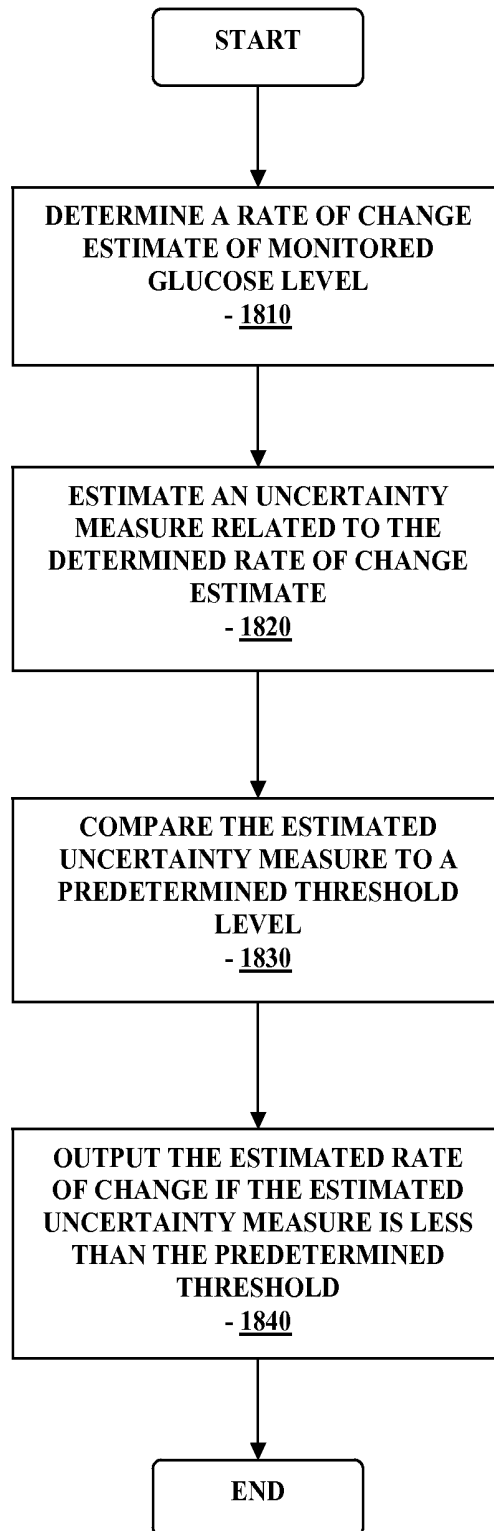 START
DETERMINE A RATE OF CHANGE
ESTIMATE OF MONITORED
GLUCOSE LEVEL
- 1810
ESTIMATE AN UNCERTAINTY
MEASURE RELATED TO THE
DETERMINED RATE OF CHANGE
ESTIMATE
- 1820
COMPARE THE ESTIMATED
UNCERTAINTY MEASURE TO A
PREDETERMINED THRESHOLD
LEVEL
- 1830
OUTPUT THE ESTIMATED RATE
OF CHANGE IF THE ESTIMATED
UNCERTAINTY MEASURE IS LESS
THAN THE PREDETERMINED
THRESHOLD
- 1840
END